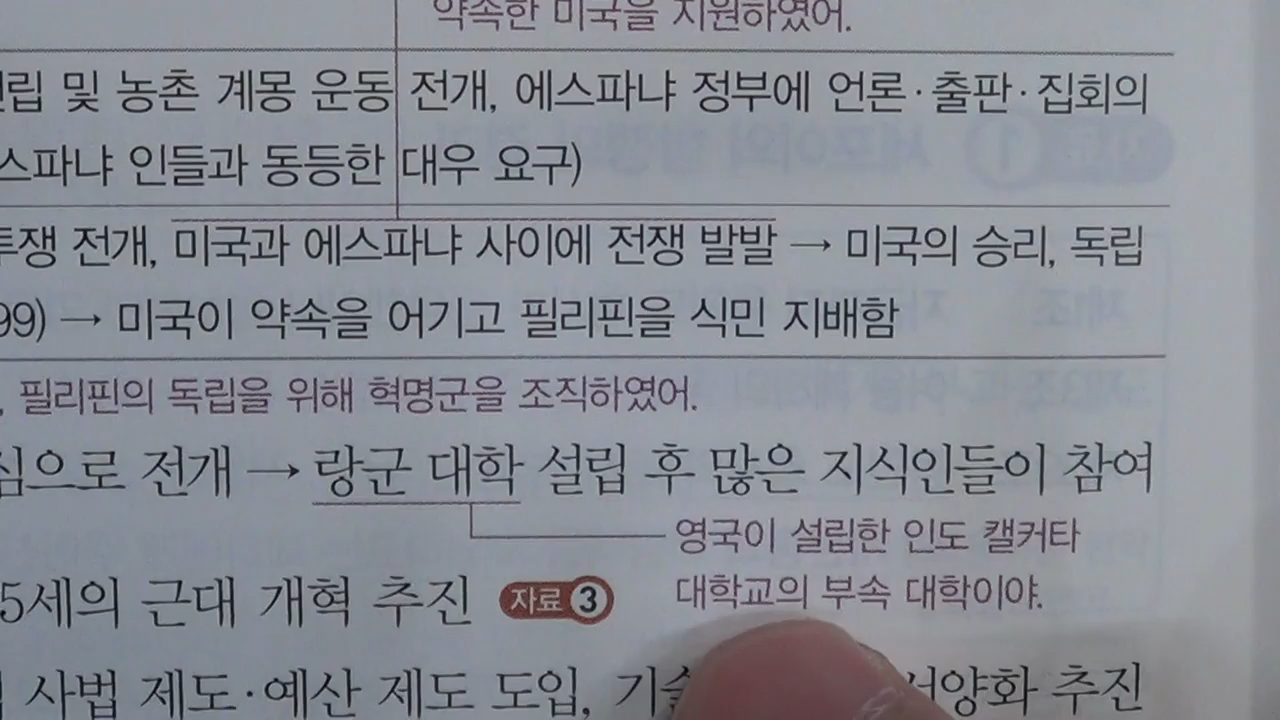 약속한 미국을 지원하였어.
및 농촌 계몽 운동 전개, 에스파냐 정부에 언론·출판·집회의
스파냐 인들과 동등한 대우 요구)
투쟁 전개, 미국과 에스파냐 사이에 전쟁 발발 → 미국의 승리, 독립
99) → 미국이 약속을 어기고 필리핀을 식민 지배함
, 필리핀의 독립을 위해 혁명군을 조직하였어.
심으로 전개 → 랑군 대학 설립 후 많은 지식인들이 참여
영국이 설립한 인도 캘커타
대학교의 부속 대학이야.
5세의 근대 개혁 추진 자료 3
사법 제도·예산 제도 도입, 서양화 추진